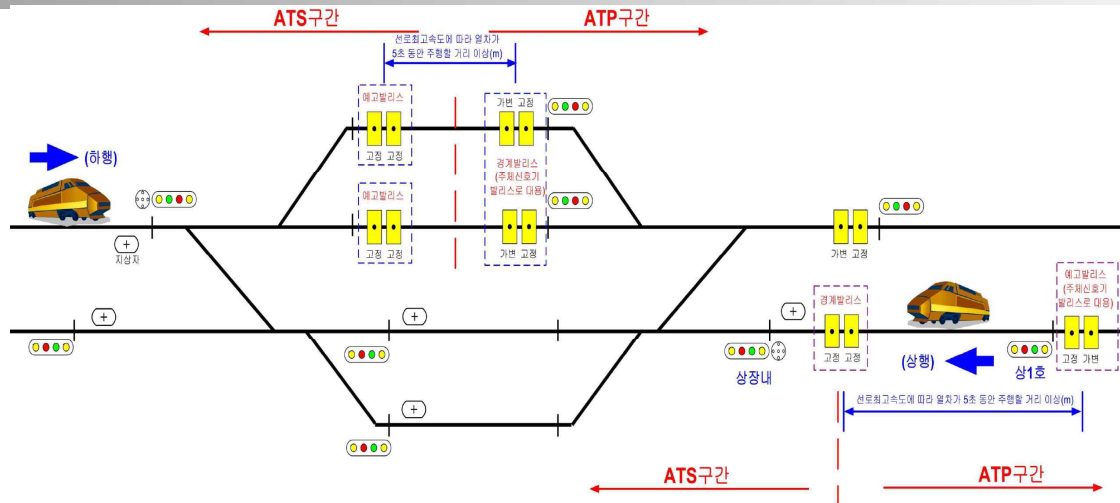 ATS구간
ATP구간
선로최고속도에 따라 열차가
5초 동안 주행할 거리 이상(m)
예고발리스
가변 고정
고정 고정
경계발리스
(주체신호기
발리스로 대용)
(하행)
예고발리스
지상자
고정 고정
가변 고정
가변 고정
예고발리스
(주체신호기
발리스로 대용)
경계발리스
고정 고정
(상행)
고정 가변
상장내
상1호
선로최고속도에 따라 열차가 5초 동안 주행할 거리 이상(m)
ATS구간
ATP구간